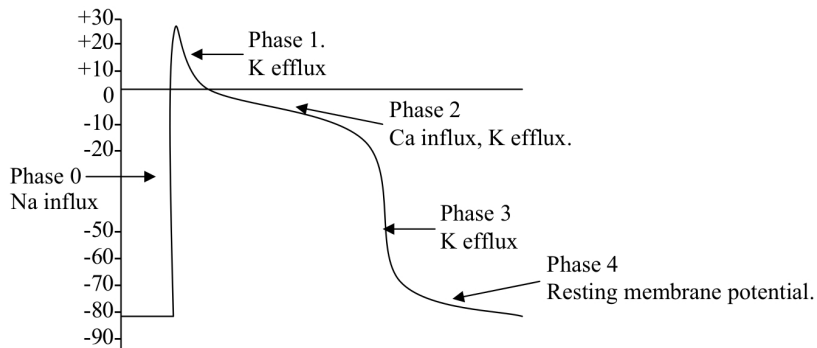 +30
+20
+10
0
-10
-20
-50
-60
-70
-80
-90
Phase 0
Na influx
Phase 1.
K efflux
Phase 2
Ca influx, K efflux.
Phase 3
K efflux
Phase 4
Resting membrane potential.